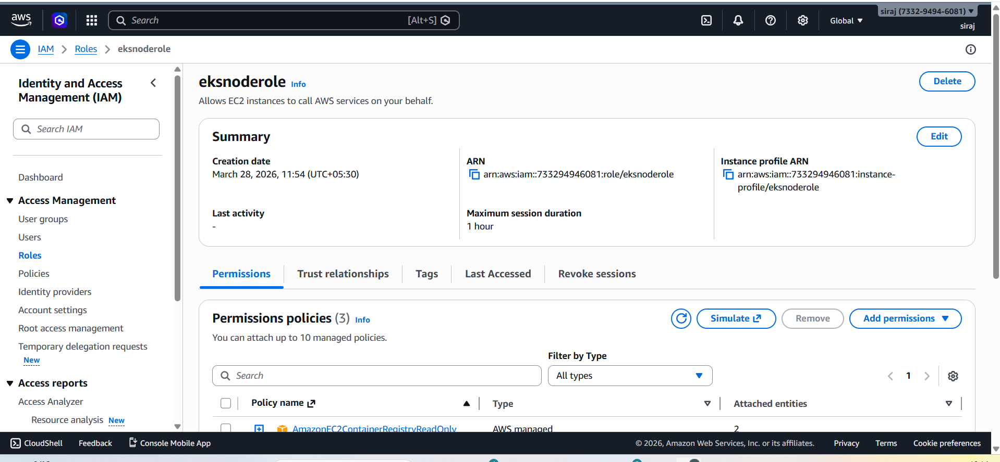 aws
Search
[Alt+S]
Global
siraj (7332-9494-6081)
siraj
IAM
Roles
eksnoderole
Identity and Access
Management (IAM)
Search IAM
Dashboard
Access Management
User groups
Users
Roles
Policies
Identity providers
Account settings
Root access management
Temporary delegation requests
New
Access reports
Access Analyzer
Resource analysis New
eksnoderole Info
Delete
Allows EC2 instances to call AWS services on your behalf.
Summary
Edit
Creation date
March 28, 2026, 11:54 (UTC+05:30)
ARN
arn:aws:iam::733294946081:role/eksnoderole
Instance profile ARN
arn:aws:iam::733294946081:instance-
profile/eksnoderole
Last activity
-
Maximum session duration
1 hour
Permissions
Trust relationships
Tags
Last Accessed
Revoke sessions
Permissions policies (3) Info
Simulate
Remove
Add permissions
You can attach up to 10 managed policies.
Filter by Type
Search
All types
1
Policy name
Type
Attached entities
AmazonEC2ContainerRegistryReadOnly
AWS managed
2
CloudShell
Feedback
Console Mobile App
© 2026, Amazon Web Services, Inc. or its affiliates.
Privacy
Terms
Cookie preferences